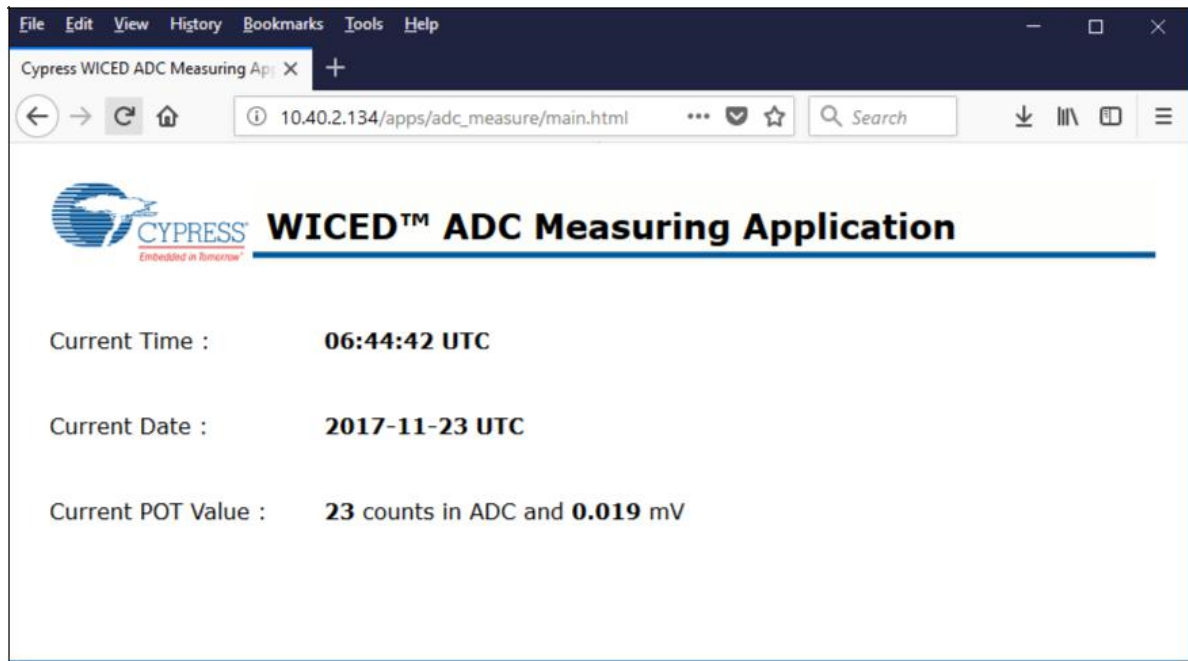 File Edit View History Bookmarks Tools Help
Cypress WICED ADC Measuring Ap
10.40.2.134/apps/adc_measure/main.html Search
CYPRESS®
Embedded in Tomorrow™
WICED™ ADC Measuring Application
Current Time : 06:44:42 UTC
Current Date : 2017-11-23 UTC
Current POT Value : 23 counts in ADC and 0.019 mV